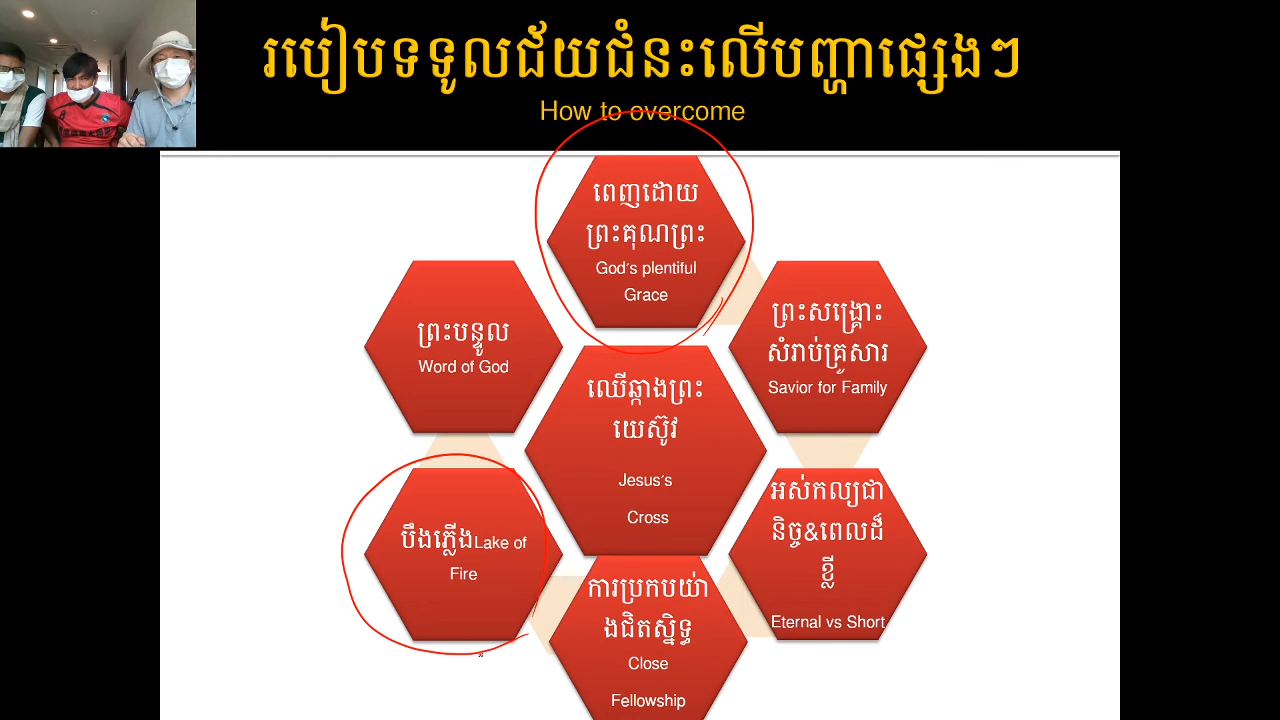 របៀបទទួលជ័យជំនះលើបញ្ហាផ្សេងៗ
How to overcome
ពេញដោយ
ព្រះគុណព្រះ
God's plentiful
Grace
ព្រះសង្គ្រោះ
សំរាប់គ្រួសារ
Savior for Family
អស់កល្បជា
និច្ច&ពេលដ៏
ខ្លី
Eternal vs Short
ការប្រកបយ៉ា
ងជិតស្និទ្ធ
Close
Fellowship
បឹងភ្លើងLake of
Fire
ព្រះបន្ទូល
Word of God
ឈើឆ្កាងព្រះ
យេស៊ូវ
Jesus's
Cross